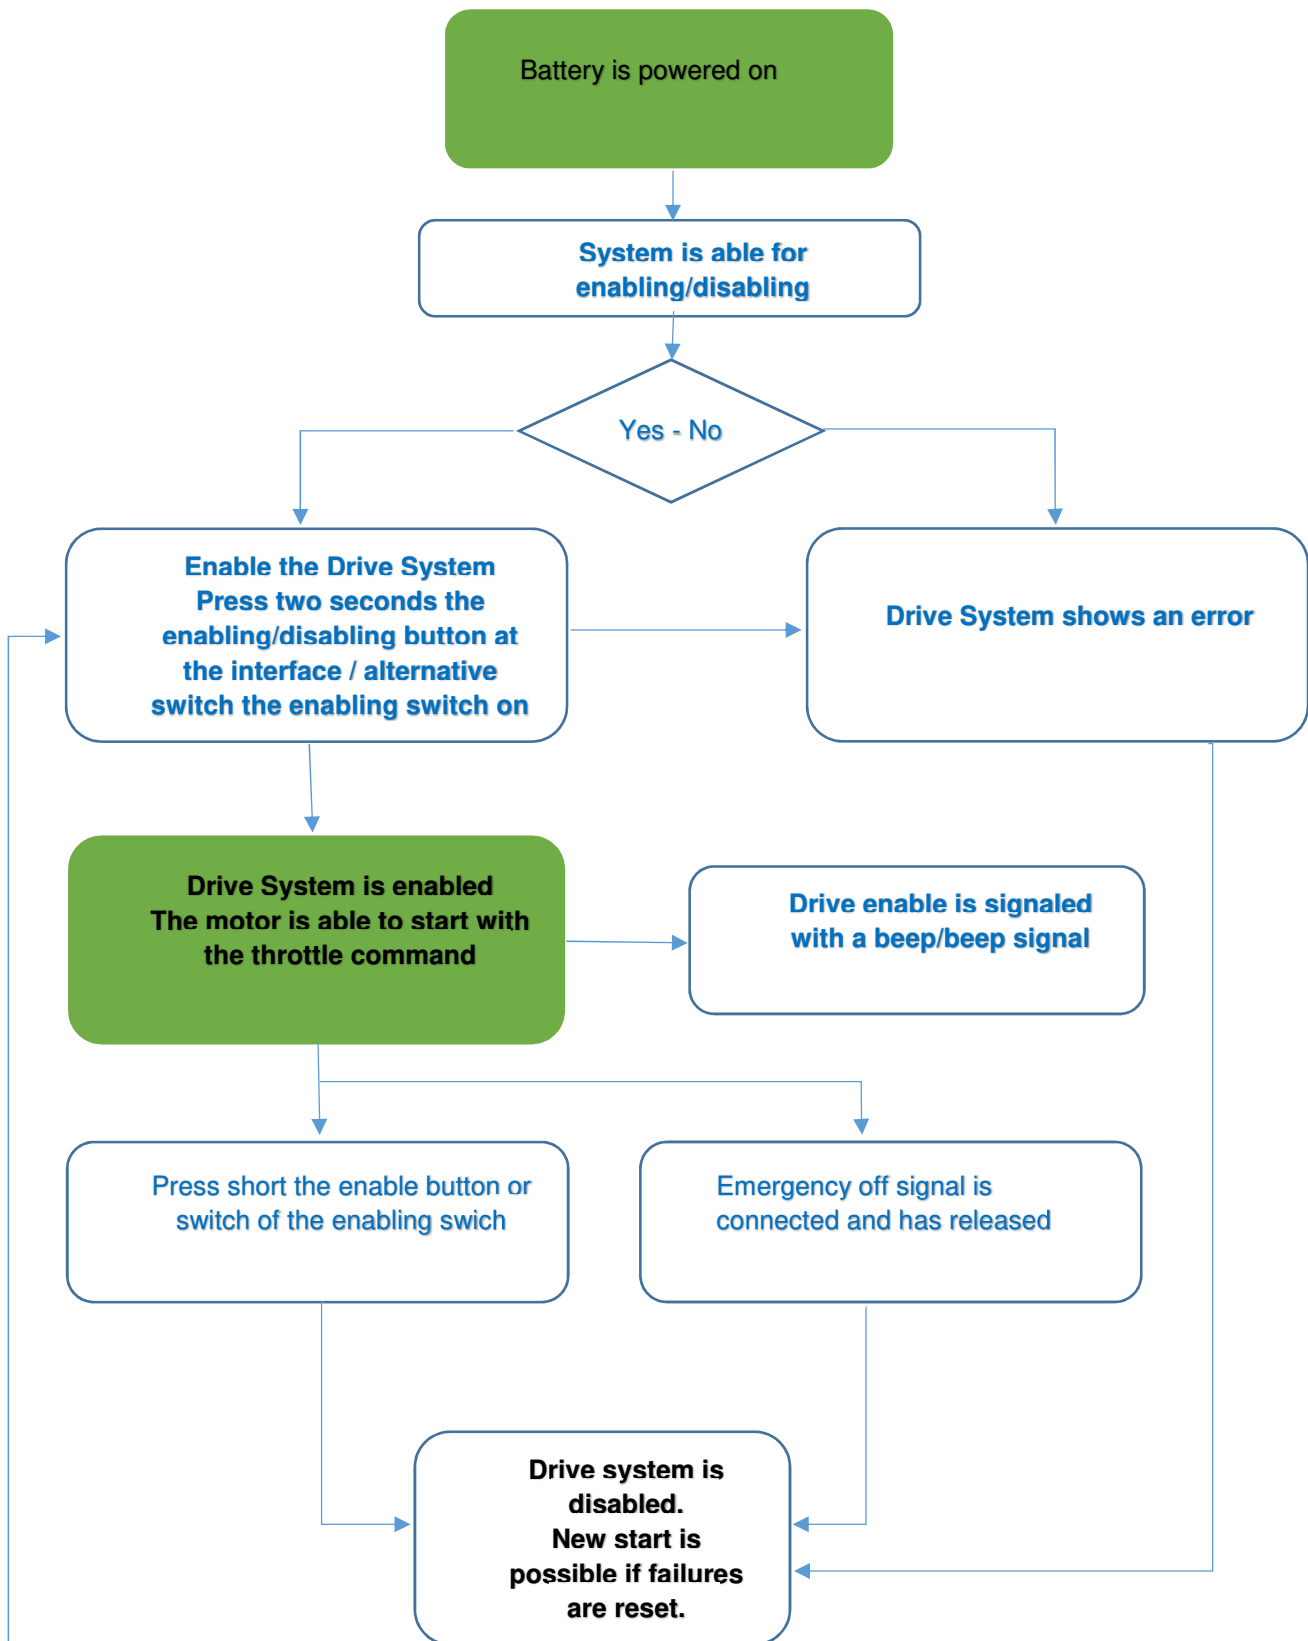 Battery is powered on
System is able for
enabling/disabling
Yes - No
Enable the Drive System
Press two seconds the
enabling/disabling button at
the interface / alternative
switch the enabling switch on
Drive System shows an error
Drive System is enabled
The motor is able to start with
the throttle command
Drive enable is signaled
with a beep/beep signal
Press short the enable button or
switch of the enabling swich
Emergency off signal is
connected and has released
Drive system is
disabled.
New start is
possible if failures
are reset.